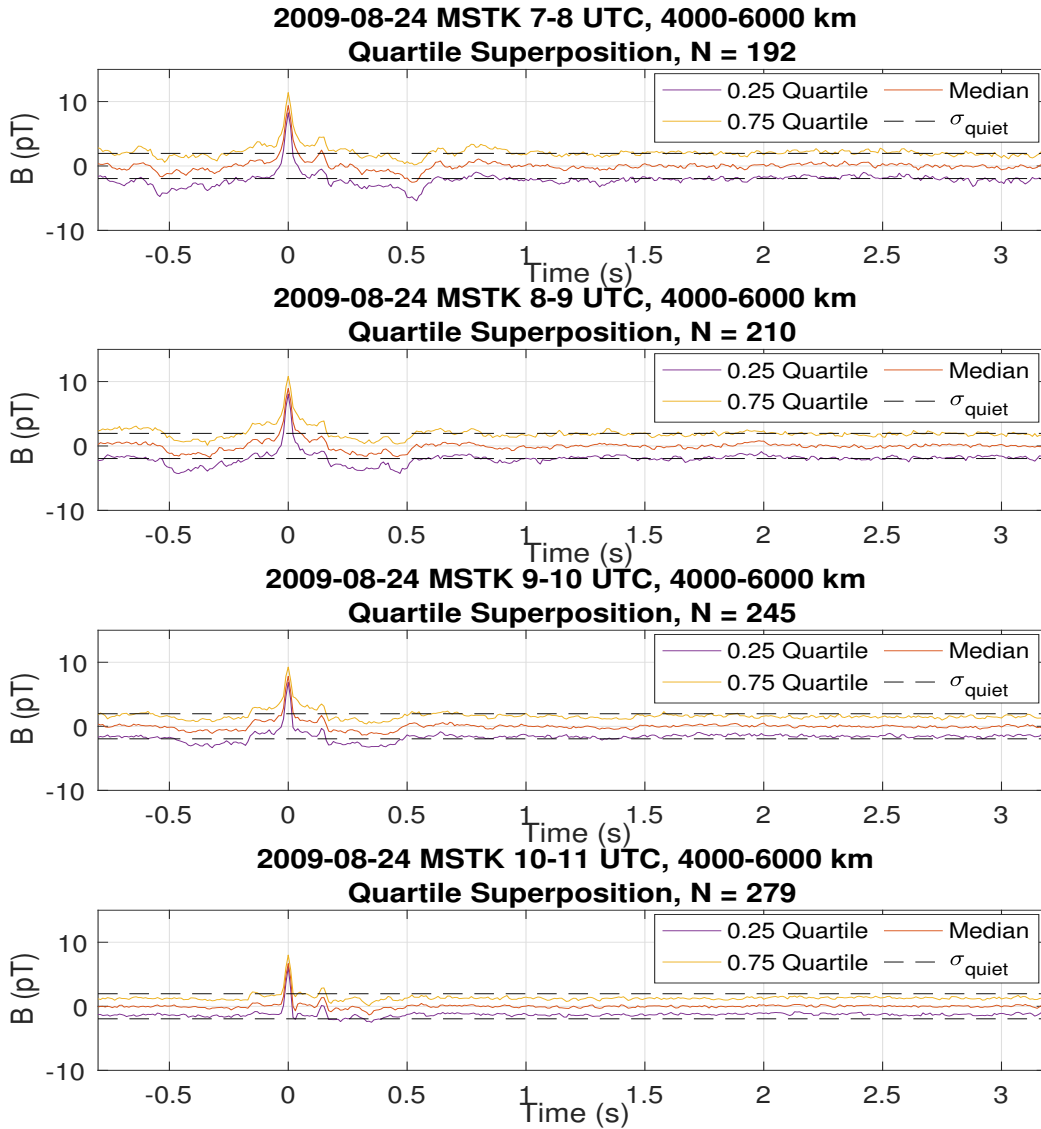 2009-08-24 MSTK 7-8 UTC, 4000-6000 km
Quartile Superposition, N = 192
B (pT)
10
0
-10
0.25 Quartile
Median
0.75 Quartile
σquiet
-0.5 0 0.5 1 1.5 2 2.5 3
Time (s)
2009-08-24 MSTK 8-9 UTC, 4000-6000 km
Quartile Superposition, N = 210
B (pT)
10
0
-10
0.25 Quartile
Median
0.75 Quartile
σquiet
-0.5 0 0.5 1 1.5 2 2.5 3
Time (s)
2009-08-24 MSTK 9-10 UTC, 4000-6000 km
Quartile Superposition, N = 245
B (pT)
10
0
-10
0.25 Quartile
Median
0.75 Quartile
σquiet
-0.5 0 0.5 1 1.5 2 2.5 3
Time (s)
2009-08-24 MSTK 10-11 UTC, 4000-6000 km
Quartile Superposition, N = 279
B (pT)
10
0
-10
0.25 Quartile
Median
0.75 Quartile
σquiet
-0.5 0 0.5 1 1.5 2 2.5 3
Time (s)